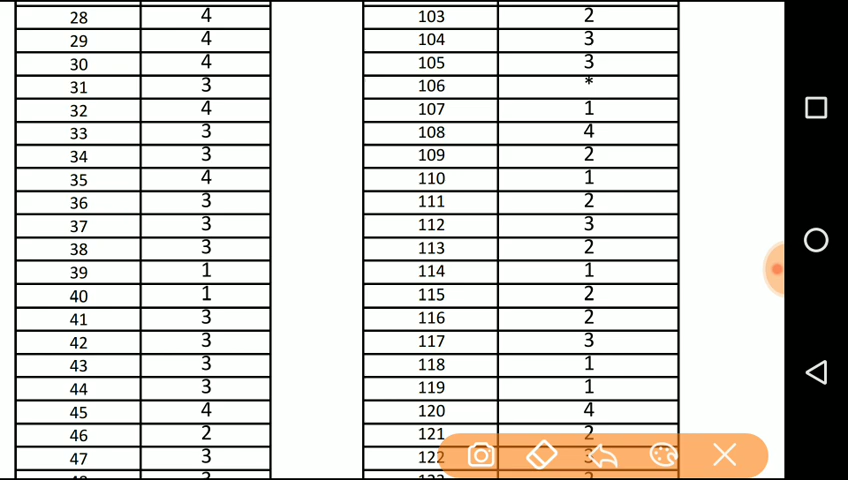 28 4 103 2
29 4 104 3
30 4 105 3
31 3 106 *
32 4 107 1
33 3 108 4
34 3 109 2
35 4 110 1
36 3 111 2
37 3 112 3
38 3 113 2
39 1 114 1
40 1 115 2
41 3 116 2
42 3 117 3
43 3 118 1
44 3 119 1
45 4 120 4
46 2 121 2
47 3 122 3